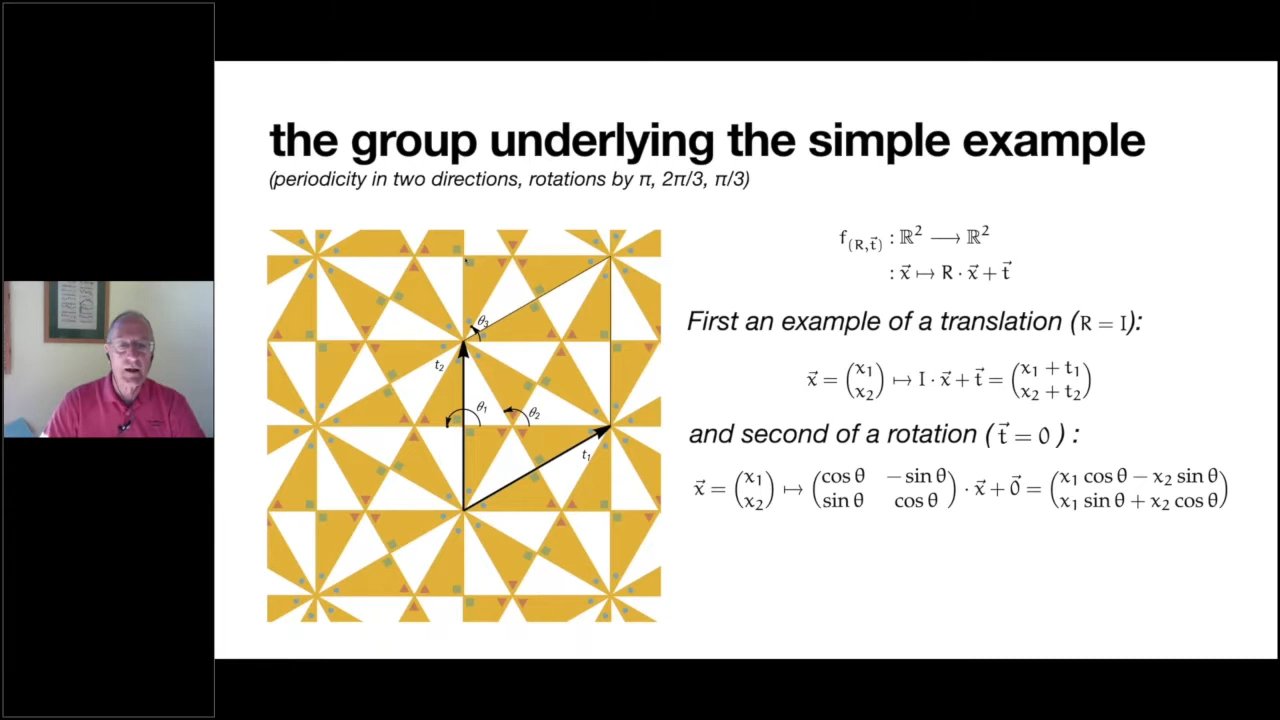 the group underlying the simple example
(periodicity in two directions, rotations by π, 2π/3, π/3)
θ₃
t₂
θ₁
θ₂
t₁
f_(R,t⃗) : ℝ² ⟶ ℝ²
: x⃗ ↦ R · x⃗ + t⃗
First an example of a translation (R = I):
x⃗ = (x₁ x₂) ↦ I · x⃗ + t⃗ = (x₁ + t₁ x₂ + t₂)
and second of a rotation (t⃗ = 0) :
x⃗ = (x₁ x₂) ↦ (cos θ − sin θ sin θ cos θ) · x⃗ + 0⃗ = (x₁ cos θ − x₂ sin θ x₁ sin θ + x₂ cos θ)